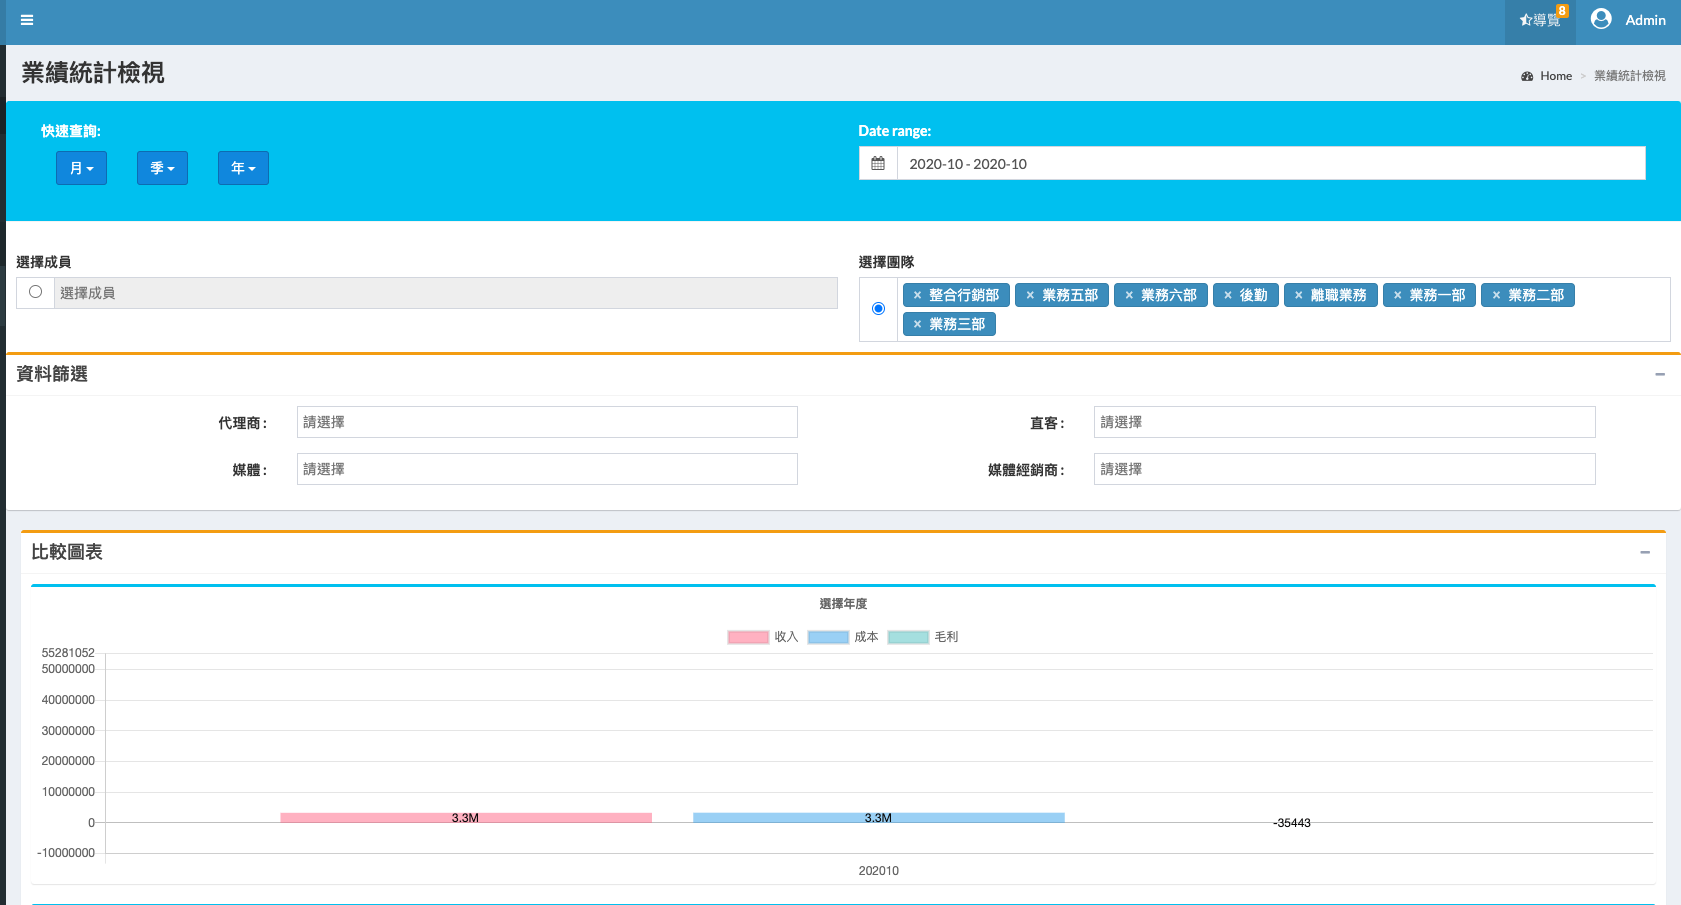 導覽 8 Admin
業績統計檢視
Home > 業績統計檢視
快速查詢:
月 季 年
Date range:
2020-10 - 2020-10
選擇成員
選擇成員
選擇團隊
× 整合行銷部 × 業務五部 × 業務六部 × 後勤 × 離職業務 × 業務一部 × 業務二部
× 業務三部
資料篩選
代理商: 請選擇 直客: 請選擇
媒體: 請選擇 媒體經銷商: 請選擇
比較圖表
選擇年度
收入 成本 毛利
55281052
50000000
40000000
30000000
20000000
10000000
0
-10000000
3.3M 3.3M -35443
202010